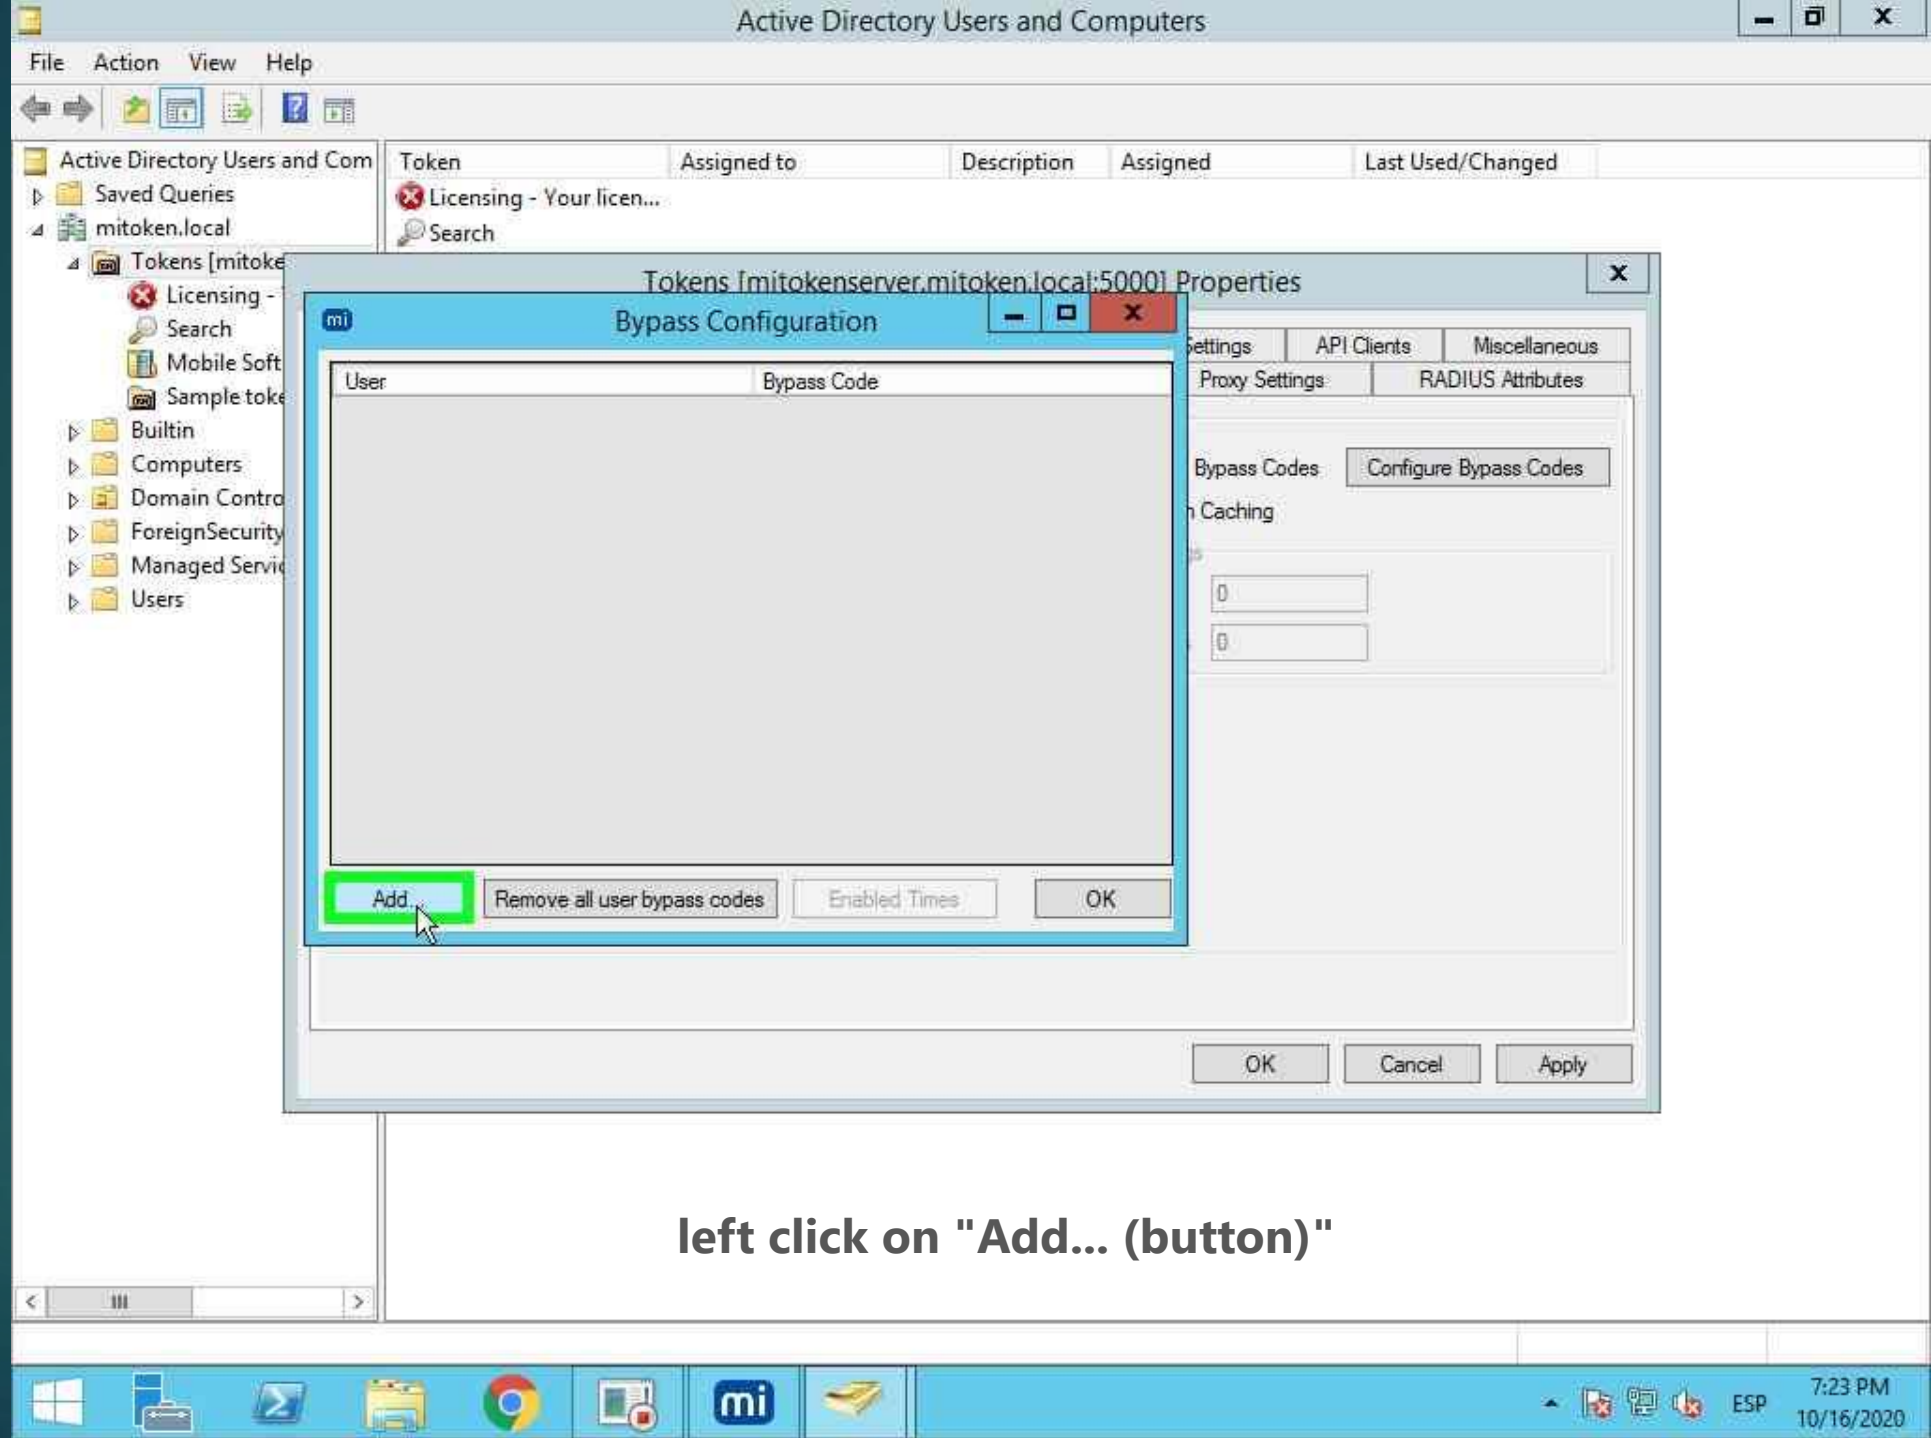 Active Directory Users and Computers
File Action View Help
Active Directory Users and Com
Saved Queries
mitoken.local
Tokens [mitoke
Licensing -
Search
Mobile Soft
Sample toke
Builtin
Computers
Domain Contro
ForeignSecurity
Managed Servic
Users
Token Assigned to Description Assigned Last Used/Changed
Licensing - Your licen...
Search
Tokens [mitokenserver.mitoken.local:5000] Properties
Settings API Clients Miscellaneous
Proxy Settings RADIUS Attributes
Bypass Codes Configure Bypass Codes
Caching
0
0
OK Cancel Apply
mi Bypass Configuration
User Bypass Code
Add... Remove all user bypass codes Enabled Times OK
left click on "Add... (button)"
mi
ESP
7:23 PM
10/16/2020